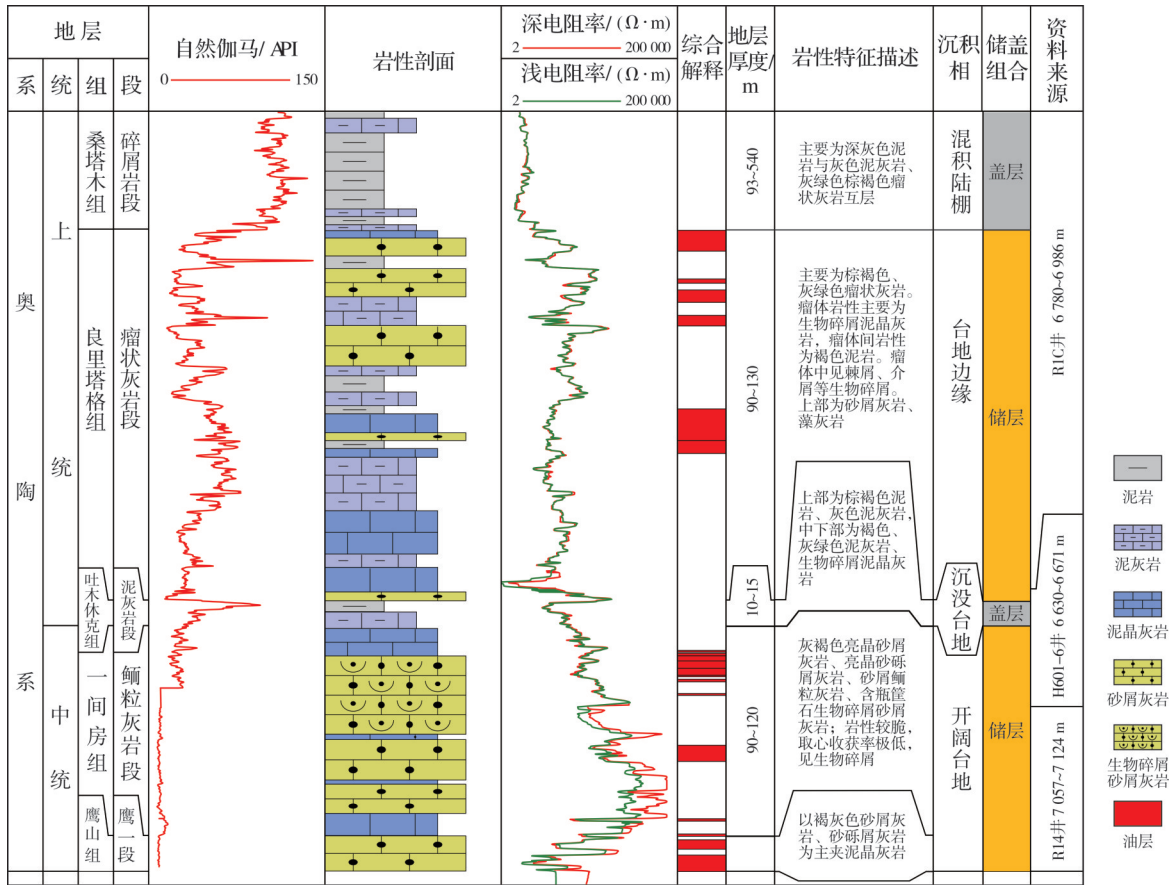 地层
系
统
组
段
自然伽马/ API
0
150
岩性剖面
深电阻率/ (Ω·m)
2
200 000
浅电阻率/ (Ω·m)
2
200 000
综合
解释
地层
厚度/
m
岩性特征描述
沉积
相
储盖
组合
资料来源
奥陶系
上统
中统
桑塔木组
碎屑岩段
良里塔格组
瘤状灰岩段
吐木休克组
泥灰岩段
一间房组
鲕粒灰岩段
鹰山组
鹰一段
93~540
90~130
10~15
90~120
主要为深灰色泥
岩与灰色泥灰岩、
灰绿色棕褐色瘤
状灰岩互层
主要为棕褐色、
灰绿色瘤状灰岩。
瘤体岩性主要为
生物碎屑泥晶灰
岩，瘤体间岩性
为褐色泥岩。瘤
体中见棘屑、介
屑等生物碎屑。
上部为砂屑灰岩、
藻灰岩
上部为棕褐色泥
岩、灰色泥灰岩，
中下部为褐色、
灰绿色泥灰岩、
生物碎屑泥晶灰
岩
灰褐色亮晶砂屑
灰岩、亮晶砂砾
屑灰岩、砂屑鲕
粒灰岩、含瓶筐
石生物碎屑砂屑
灰岩；岩性较脆，
取心收获率极低，
见生物碎屑
以褐灰色砂屑灰
岩、砂砾屑灰岩
为主夹泥晶灰岩
混积陆棚
台地边缘
沉没台地
开阔台地
盖层
储层
盖层
储层
R1C井 6 780~6 986 m
H601-6井 6 630~6 671 m
R14井 7 057~7 124 m
泥岩
泥灰岩
泥晶灰岩
砂屑灰岩
生物碎屑
砂屑灰岩
油层